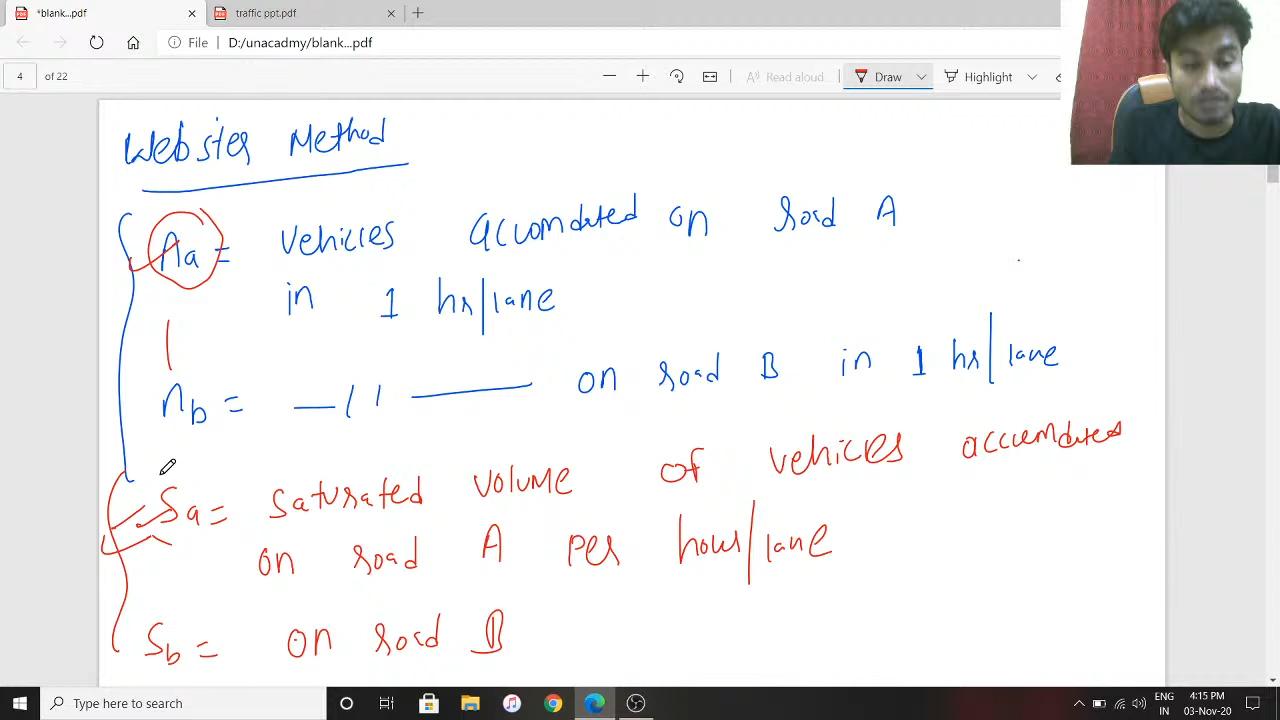 *blank...pdf
traffic ppt.pdf
File D:/unacadmy/blank...pdf
4 of 22
Read aloud
Draw
Highlight
Webster Method
na = vehicles accomdated on road A
in 1 hr/lane
nb = —//— on road B in 1 hr/lane
Sa = saturated volume of vehicles accumdated
on road A per hour/lane
Sb = on road B
Type here to search
ENG
IN
4:15 PM
03-Nov-20